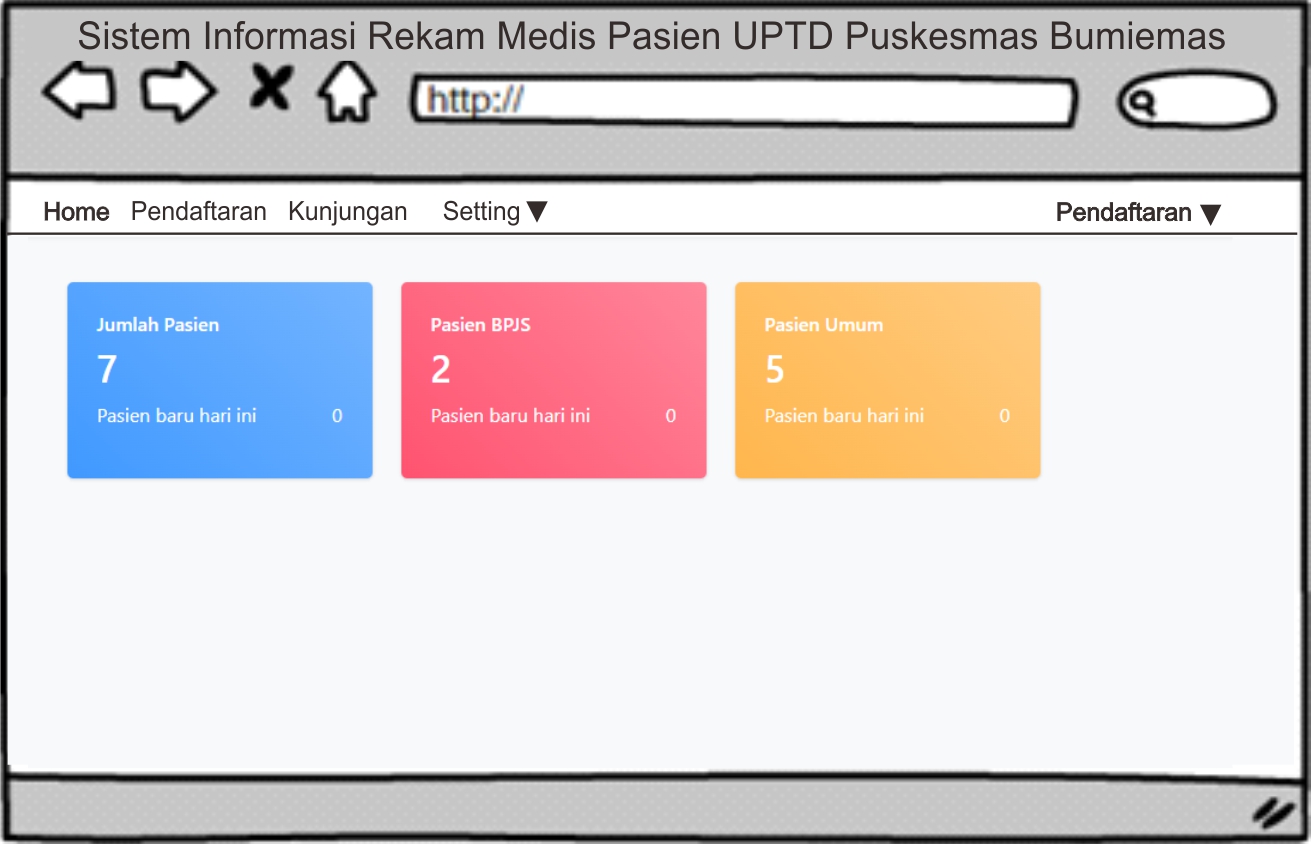 Sistem Informasi Rekam Medis Pasien UPTD Puskesmas Bumiemas
http://
Home Pendaftaran Kunjungan Setting ▼ Pendaftaran ▼
Jumlah Pasien
7
Pasien baru hari ini 0
Pasien BPJS
2
Pasien baru hari ini 0
Pasien Umum
5
Pasien baru hari ini 0